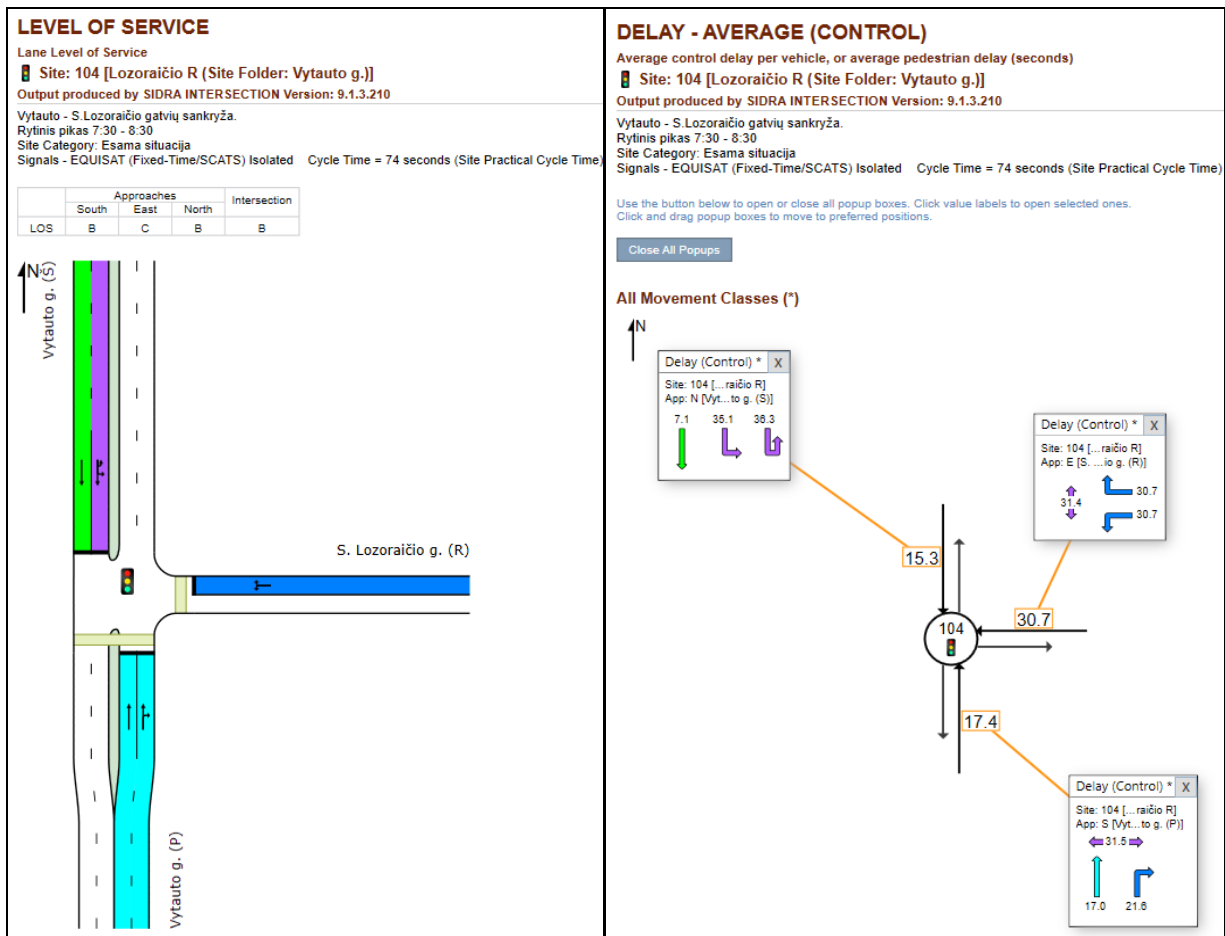 LEVEL OF SERVICE
Lane Level of Service
Site: 104 [Lozoraičio R (Site Folder: Vytauto g.)]
Output produced by SIDRA INTERSECTION Version: 9.1.3.210
Vytauto - S.Lozoraičio gatvių sankryža.
Rytinis pikas 7:30 - 8:30
Site Category: Esama situacija
Signals - EQUISAT (Fixed-Time/SCATS) Isolated Cycle Time = 74 seconds (Site Practical Cycle Time)
Approaches Intersection
South East North
LOS B C B B
N
Vytauto g. (Š)
S. Lozoraičio g. (R)
Vytauto g. (P)
DELAY - AVERAGE (CONTROL)
Average control delay per vehicle, or average pedestrian delay (seconds)
Site: 104 [Lozoraičio R (Site Folder: Vytauto g.)]
Output produced by SIDRA INTERSECTION Version: 9.1.3.210
Vytauto - S.Lozoraičio gatvių sankryža.
Rytinis pikas 7:30 - 8:30
Site Category: Esama situacija
Signals - EQUISAT (Fixed-Time/SCATS) Isolated Cycle Time = 74 seconds (Site Practical Cycle Time)
Use the button below to open or close all popup boxes. Click value labels to open selected ones.
Click and drag popup boxes to move to preferred positions.
Close All Popups
All Movement Classes (*)
N
Delay (Control) * X
Site: 104 [...raičio R]
App: N [Vyt...to g. (Š)]
7.1 35.1 36.3
Delay (Control) * X
Site: 104 [...raičio R]
App: E [S. ...io g. (R)]
30.7
31.4
30.7
15.3
30.7
104
17.4
Delay (Control) * X
Site: 104 [...raičio R]
App: S [Vyt...to g. (P)]
31.5
17.0 21.6